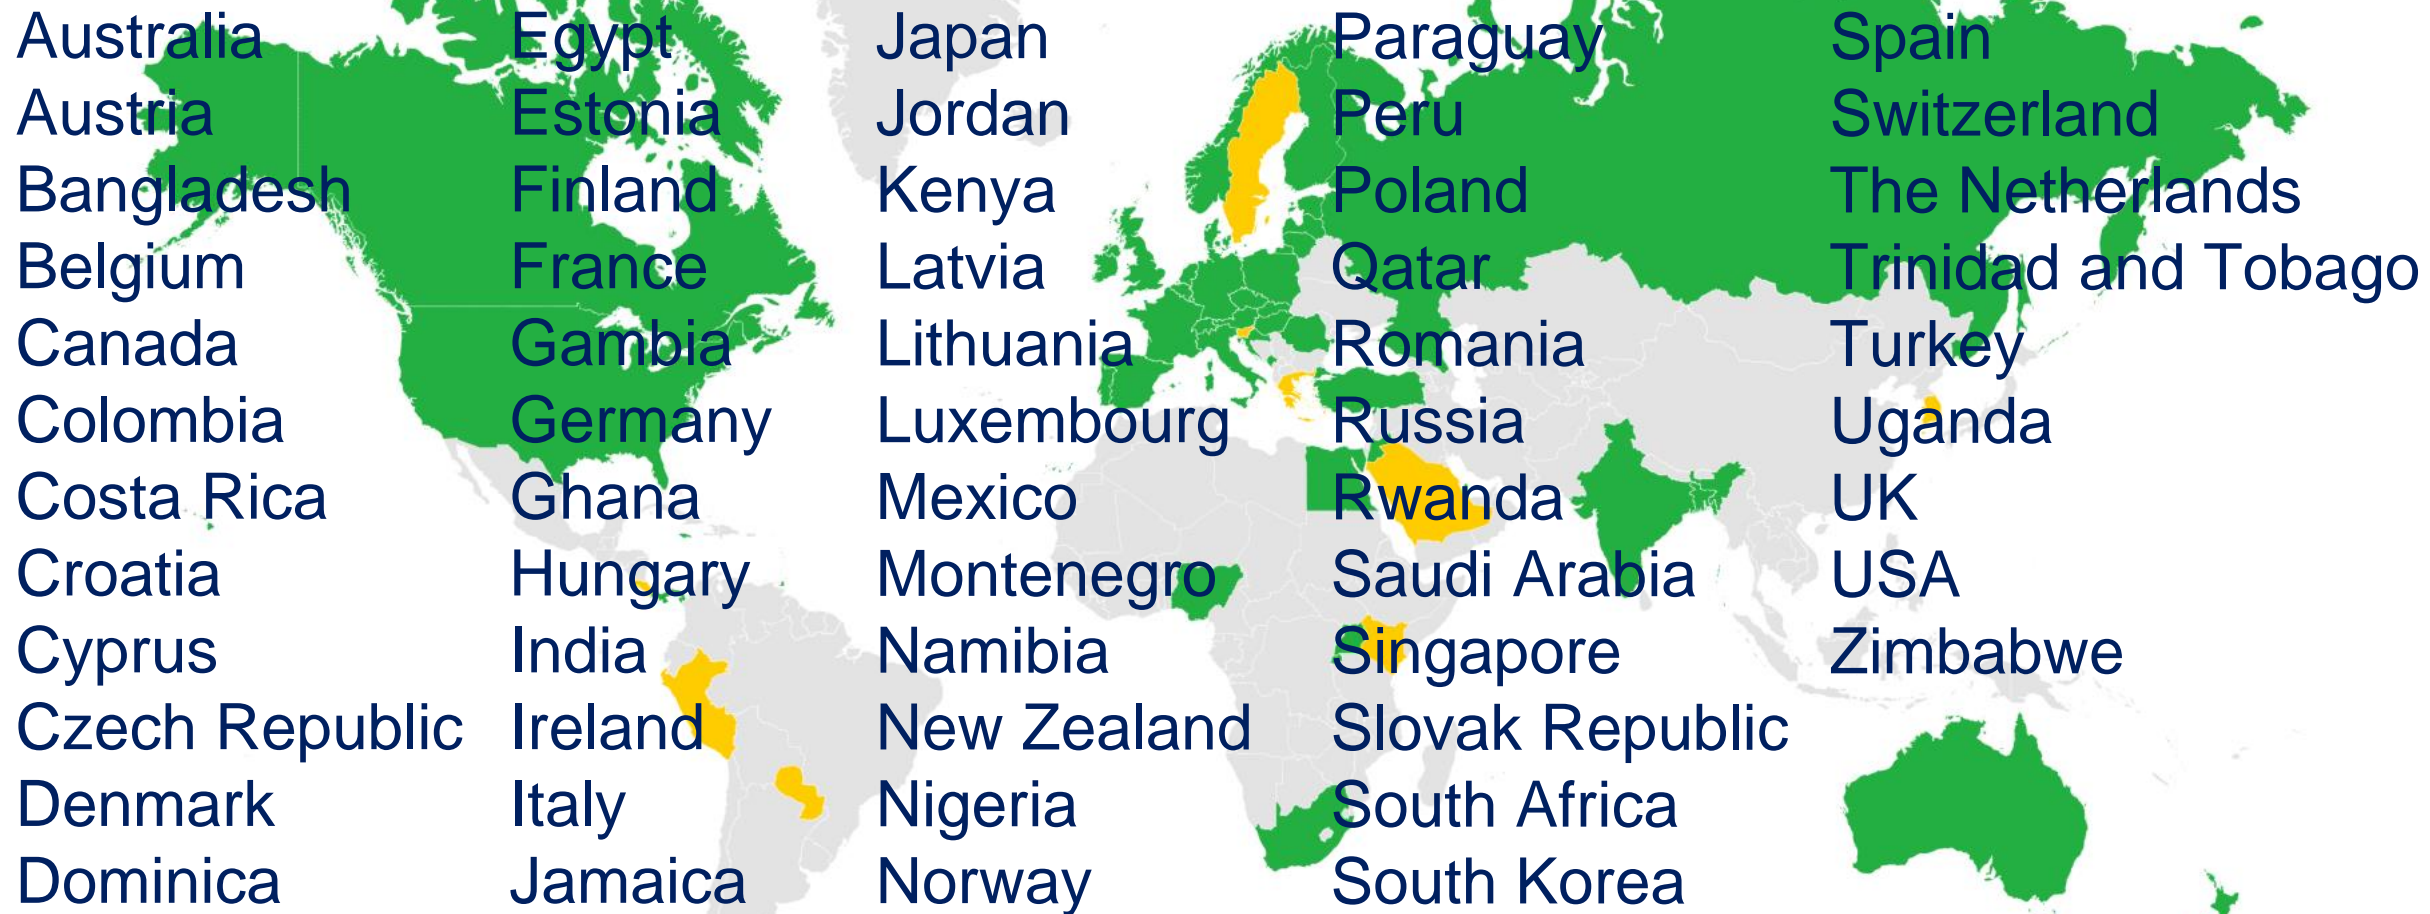 Australia
Austria
Bangladesh
Belgium
Canada
Colombia
Costa Rica
Croatia
Cyprus
Czech Republic
Denmark
Dominica
Egypt
Estonia
Finland
France
Gambia
Germany
Ghana
Hungary
India
Ireland
Italy
Jamaica
Japan
Jordan
Kenya
Latvia
Lithuania
Luxembourg
Mexico
Montenegro
Namibia
New Zealand
Nigeria
Norway
Paraguay
Peru
Poland
Qatar
Romania
Russia
Rwanda
Saudi Arabia
Singapore
Slovak Republic
South Africa
South Korea
Spain
Switzerland
The Netherlands
Trinidad and Tobago
Turkey
Uganda
UK
USA
Zimbabwe